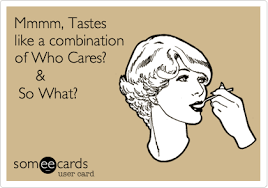 Mmmm, Tastes
like a combination
of Who Cares?
&
So What?
someecards
user card